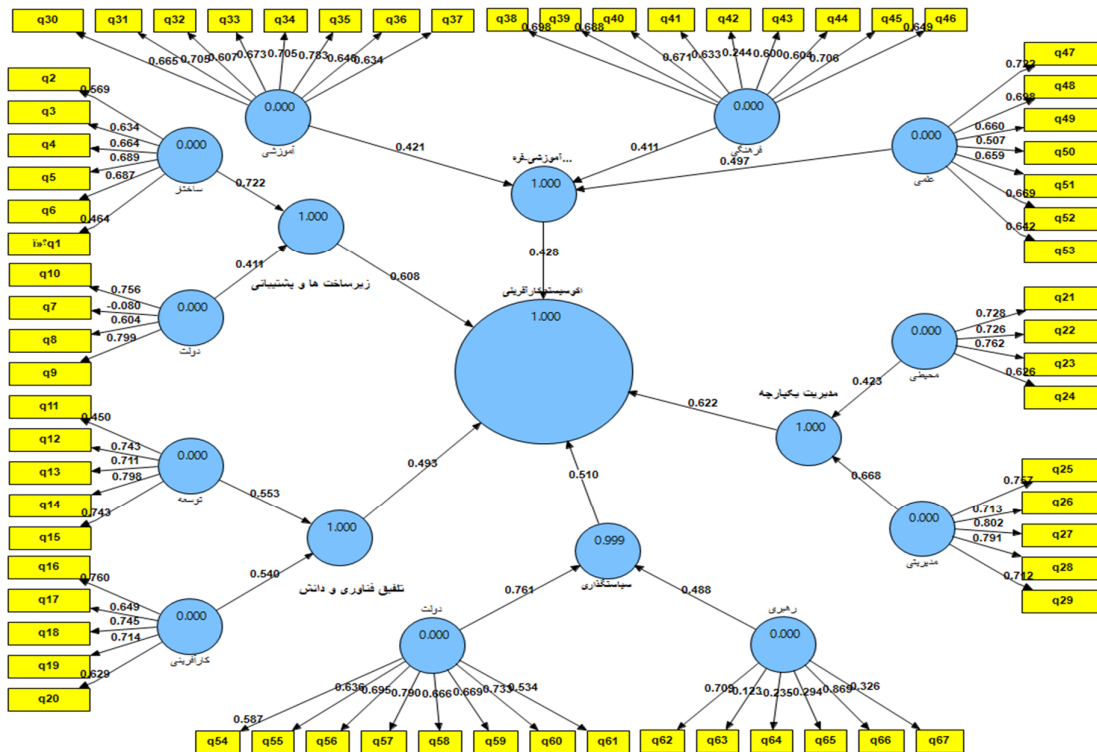 q30 q31 q32 q33 q34 q35 q36 q37 q38 q39 q40 q41 q42 q43 q44 q45 q46
0.665 0.705 0.607 0.673 0.705 0.783 0.634
0.698 0.688 0.671 0.633 0.244 0.600 0.604 0.706 0.649
0.000
آموزشی
0.000
فرهنگی
q47
q48
q49
q50
q51
q52
q53
0.722
0.698
0.660
0.507
0.659
0.669
0.642
0.000
علمی
q2
q3
q4
q5
q6
ï»؟q1
0.569
0.634
0.664
0.689
0.687
0.464
0.000
0.421
0.411
0.497
آموزشی-فره...
1.000
0.428
0.722
1.000
زیرساخت ها و پشتیبانی
0.411
0.608
q10
q7
q8
q9
0.756
-0.080
0.604
0.799
0.000
دولت
اکوسیستم کارآفرینی
1.000
q21
q22
q23
q24
0.728
0.726
0.762
0.626
0.000
محیطی
0.423
مدیریت یکپارچه
1.000
0.622
0.668
q11
q12
q13
q14
q15
0.450
0.743
0.711
0.798
0.743
0.000
توسعه
0.553
0.493
1.000
تلفیق فناوری و دانش
0.540
0.510
0.999
سیاستگذاری
q25
q26
q27
q28
q29
0.713
0.802
0.791
0.712
0.000
مدیریتی
q16
q17
q18
q19
q20
0.760
0.649
0.745
0.714
0.629
0.000
کارآفرینی
0.761
0.488
دولت
0.000
رهبری
0.000
0.587 0.636 0.695 0.790 0.666 0.669 0.733 0.534
0.709 0.235 0.294 0.869 0.326
q54 q55 q56 q57 q58 q59 q60 q61 q62 q63 q64 q65 q66 q67